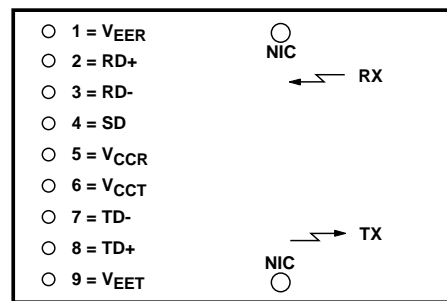 1 = VEER
2 = RD+
3 = RD-
4 = SD
5 = VCCR
6 = VCCT
7 = TD-
8 = TD+
9 = VEET
NIC
RX
TX
NIC